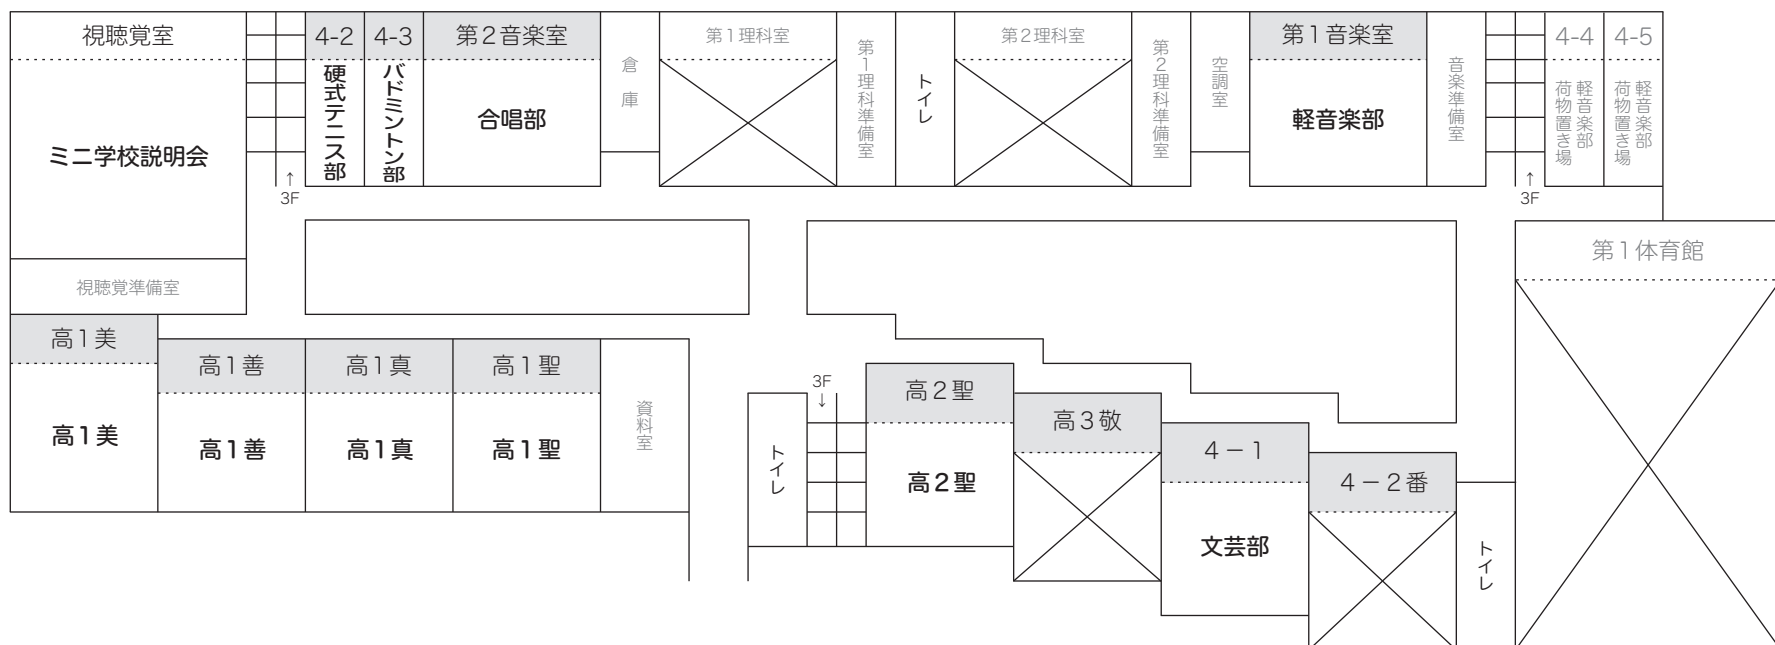 視聴覚室
ミニ学校説明会
↑
3F
4-2
硬式テニス部
4-3
バドミントン部
第2音楽室
合唱部
倉庫
第1理科室
第1理科準備室
トイレ
第2理科室
第2理科準備室
空調室
第1音楽室
軽音楽部
音楽準備室
↑
3F
4-4
軽音楽部
荷物置き場
4-5
軽音楽部
荷物置き場
視聴覚準備室
第1体育館
高1美
高1美
高1善
高1善
高1真
高1真
高1聖
高1聖
資料室
トイレ
3F
↓
高2聖
高2聖
高3敬
4-1
文芸部
4-2番
トイレ